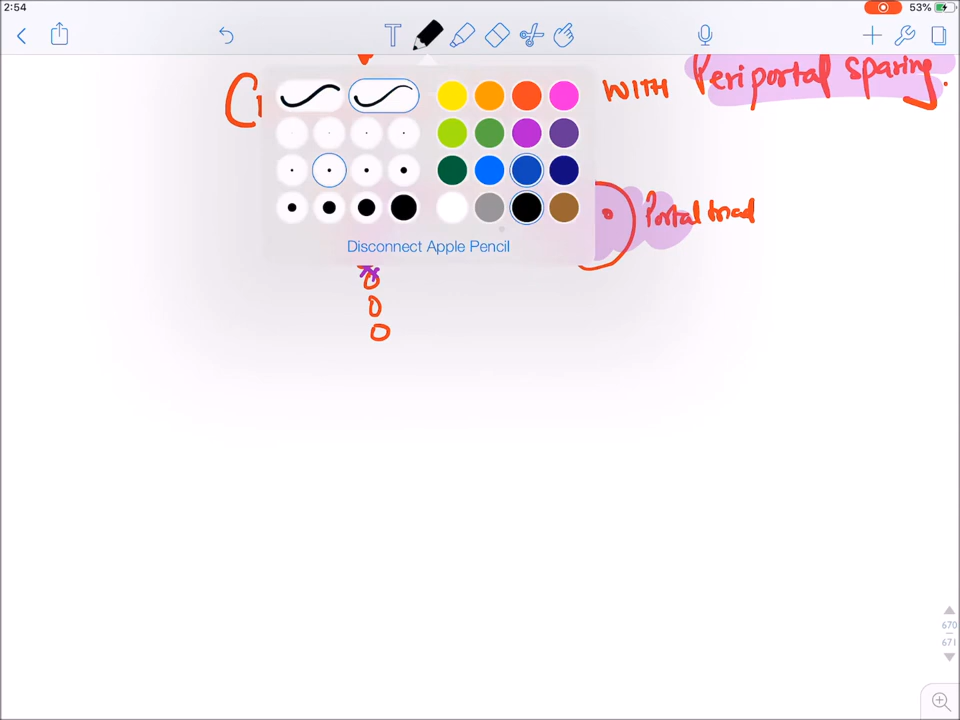 2:54
53%
T
WITH Periportal sparing.
Portal triad
Disconnect Apple Pencil
670
671